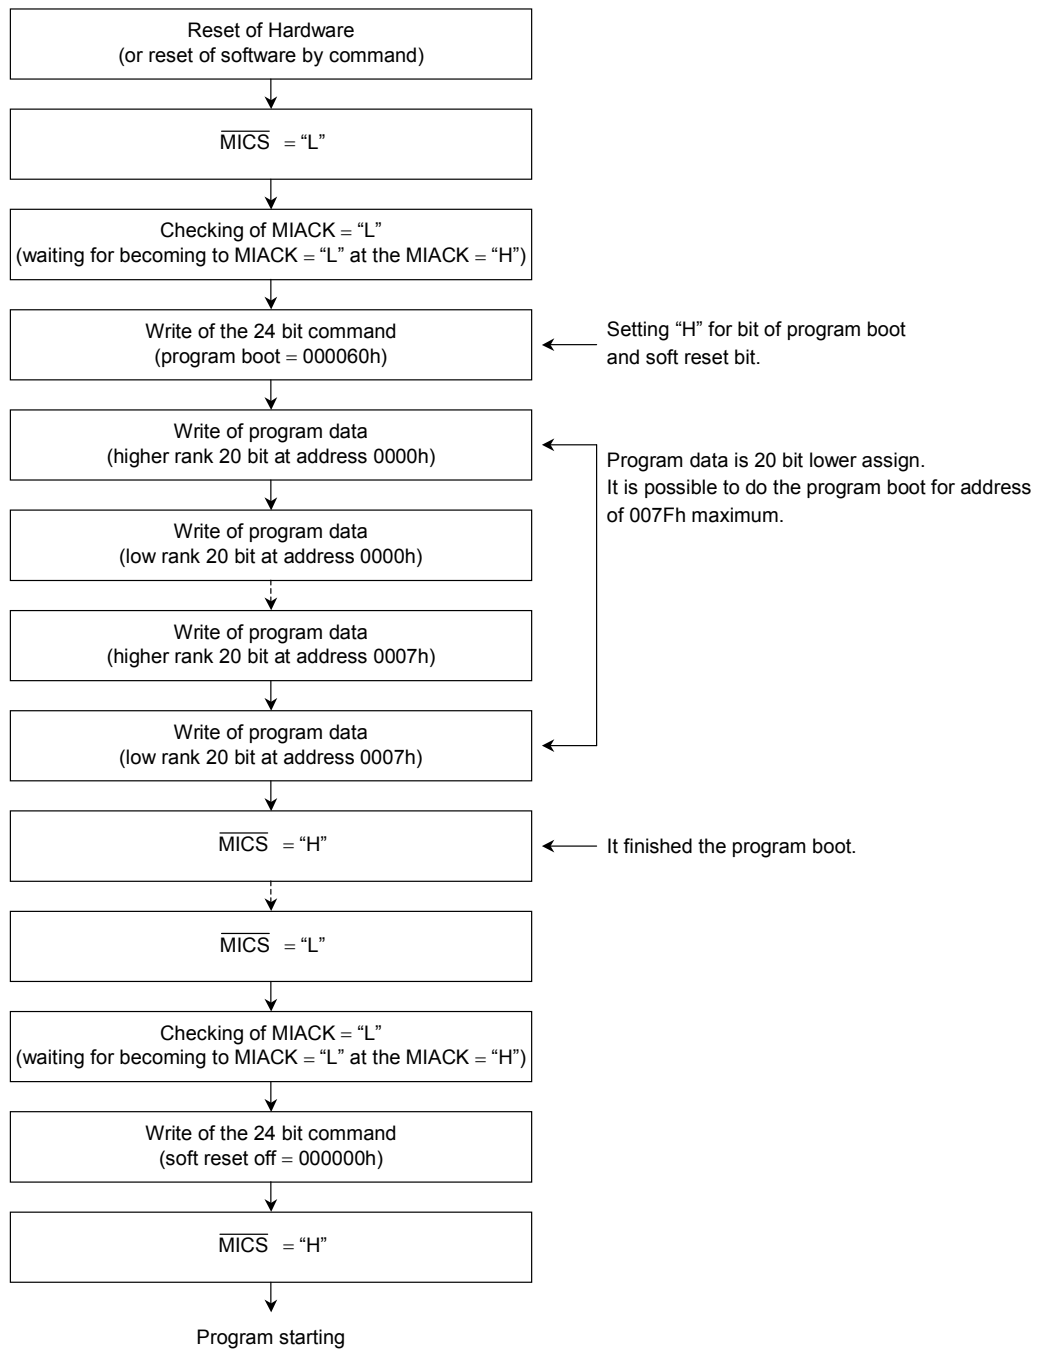 Reset of Hardware
(or reset of software by command)
MICS = “L”
Checking of MIACK = “L”
(waiting for becoming to MIACK = “L” at the MIACK = “H”)
Write of the 24 bit command
(program boot = 000060h)
Setting “H” for bit of program boot
and soft reset bit.
Write of program data
(higher rank 20 bit at address 0000h)
Program data is 20 bit lower assign.
It is possible to do the program boot for address
of 007Fh maximum.
Write of program data
(low rank 20 bit at address 0000h)
Write of program data
(higher rank 20 bit at address 0007h)
Write of program data
(low rank 20 bit at address 0007h)
MICS = “H”
It finished the program boot.
MICS = “L”
Checking of MIACK = “L”
(waiting for becoming to MIACK = “L” at the MIACK = “H”)
Write of the 24 bit command
(soft reset off = 000000h)
MICS = “H”
Program starting